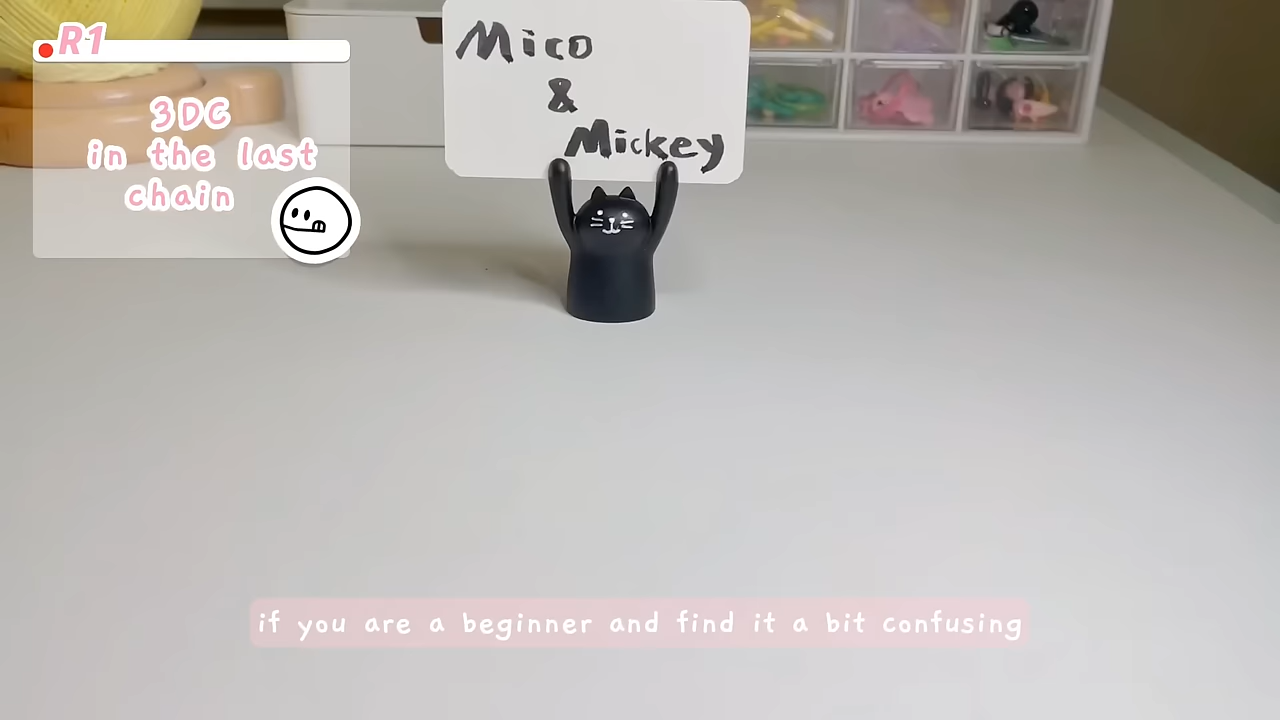 R1
3DC
in the last
chain
Mico
&
Mickey
if you are a beginner and find it a bit confusing